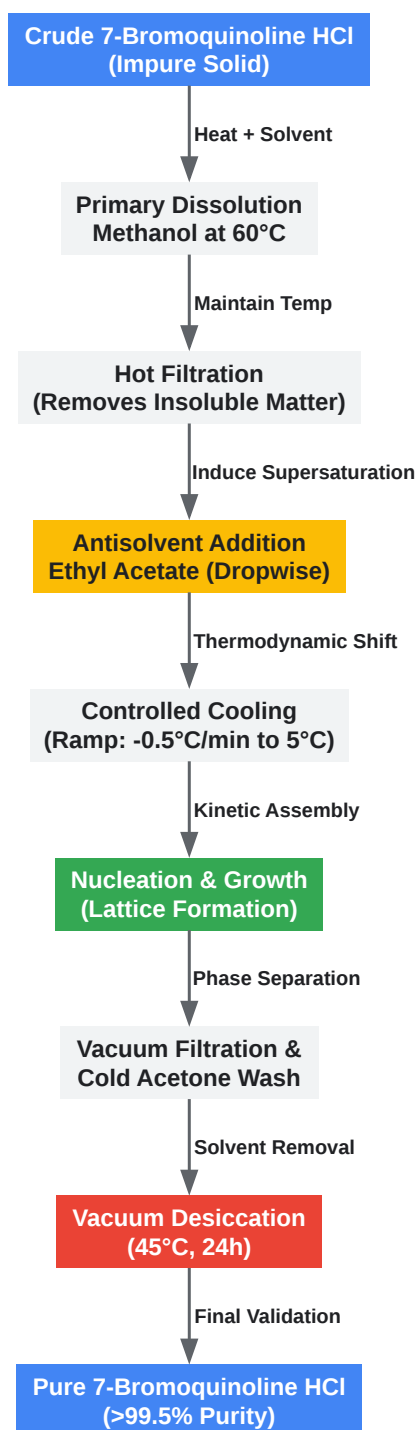 Crude 7-Bromoquinoline HCl
(Impure Solid)
Heat + Solvent
Primary Dissolution
Methanol at 60°C
Maintain Temp
Hot Filtration
(Removes Insoluble Matter)
Induce Supersaturation
Antisolvent Addition
Ethyl Acetate (Dropwise)
Thermodynamic Shift
Controlled Cooling
(Ramp: -0.5°C/min to 5°C)
Kinetic Assembly
Nucleation & Growth
(Lattice Formation)
Phase Separation
Vacuum Filtration &
Cold Acetone Wash
Solvent Removal
Vacuum Desiccation
(45°C, 24h)
Final Validation
Pure 7-Bromoquinoline HCl
(>99.5% Purity)